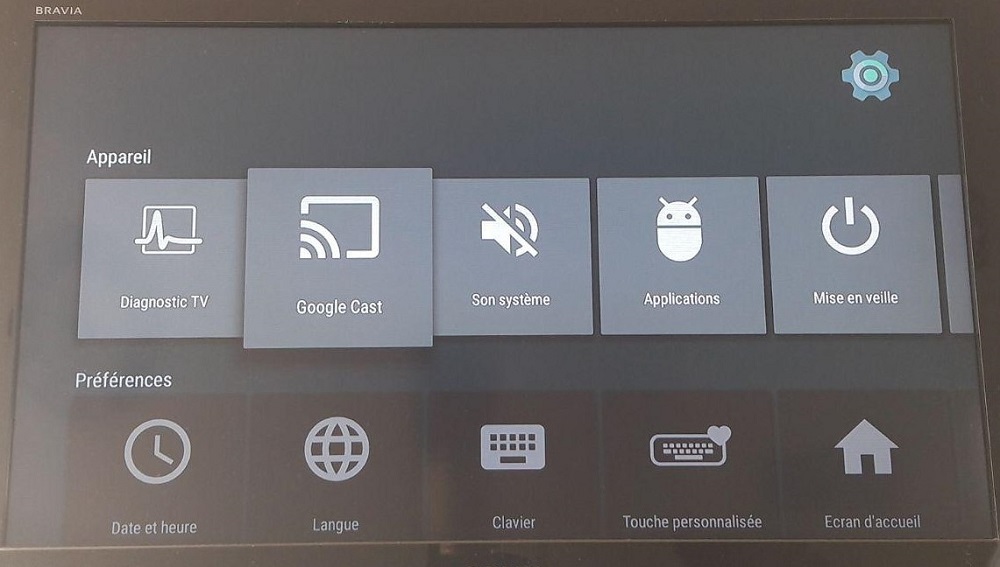 BRAVIA
Appareil
Diagnostic TV
Google Cast
Son système
Applications
Mise en veille
Préférences
Date et heure
Langue
Clavier
Touche personnalisée
Ecran d'accueil